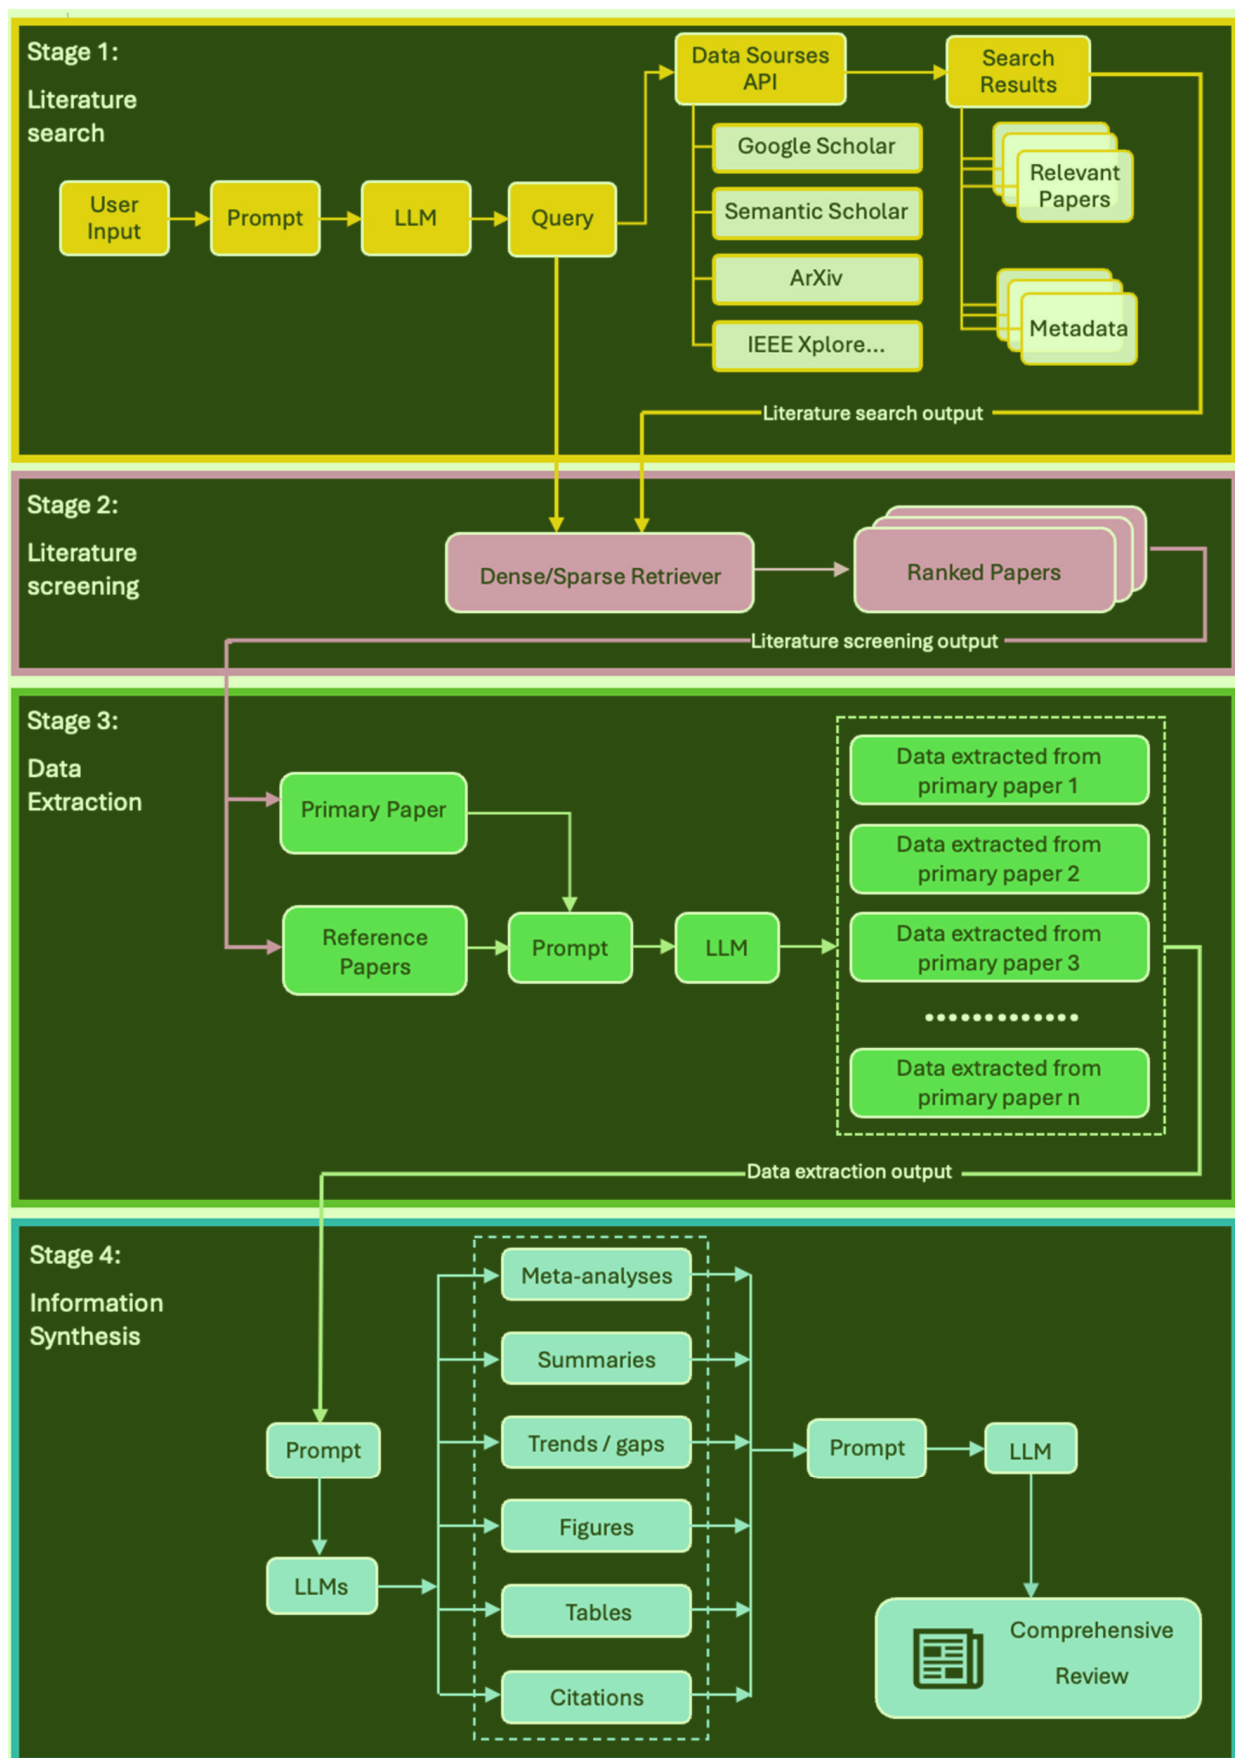 Stage 1:
Literature
search
User
Input
Prompt
LLM
Query
Data Sourses
API
Google Scholar
Semantic Scholar
ArXiv
IEEE Xplore...
Search
Results
Relevant
Papers
Metadata
Literature search output
Stage 2:
Literature
screening
Dense/Sparse Retriever
Ranked Papers
Literature screening output
Stage 3:
Data
Extraction
Primary Paper
Reference
Papers
Prompt
LLM
Data extracted from
primary paper 1
Data extracted from
primary paper 2
Data extracted from
primary paper 3
.............
Data extracted from
primary paper n
Data extraction output
Stage 4:
Information
Synthesis
Prompt
LLMs
Meta-analyses
Summaries
Trends / gaps
Figures
Tables
Citations
Prompt
LLM
Comprehensive
Review